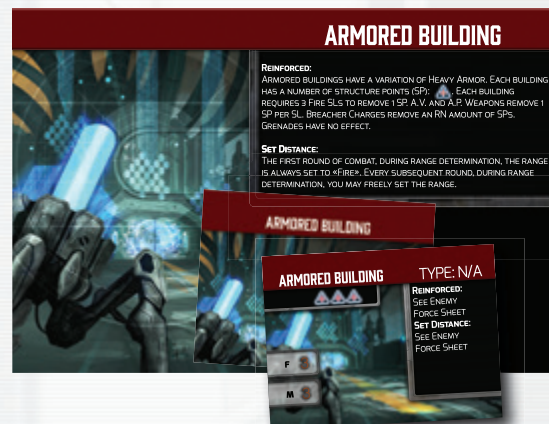 ARMORED BUILDING
REINFORCED:
ARMORED BUILDINGS HAVE A VARIATION OF HEAVY ARMOR. EACH BUILDING
HAS A NUMBER OF STRUCTURE POINTS (SP): . EACH BUILDING
REQUIRES 3 FIRE SLS TO REMOVE 1 SP. A.V. AND A.P. WEAPONS REMOVE 1
SP PER SL. BREACHER CHARGES REMOVE AN RN AMOUNT OF SPS.
GRENADES HAVE NO EFFECT.
SET DISTANCE:
THE FIRST ROUND OF COMBAT, DURING RANGE DETERMINATION, THE RANGE
IS ALWAYS SET TO «FIRE». EVERY SUBSEQUENT ROUND, DURING RANGE
DETERMINATION, YOU MAY FREELY SET THE RANGE.
ARMORED BUILDING
ARMORED BUILDING TYPE: N/A
REINFORCED:
SEE ENEMY
FORCE SHEET
SET DISTANCE:
SEE ENEMY
FORCE SHEET
F 3
M 3